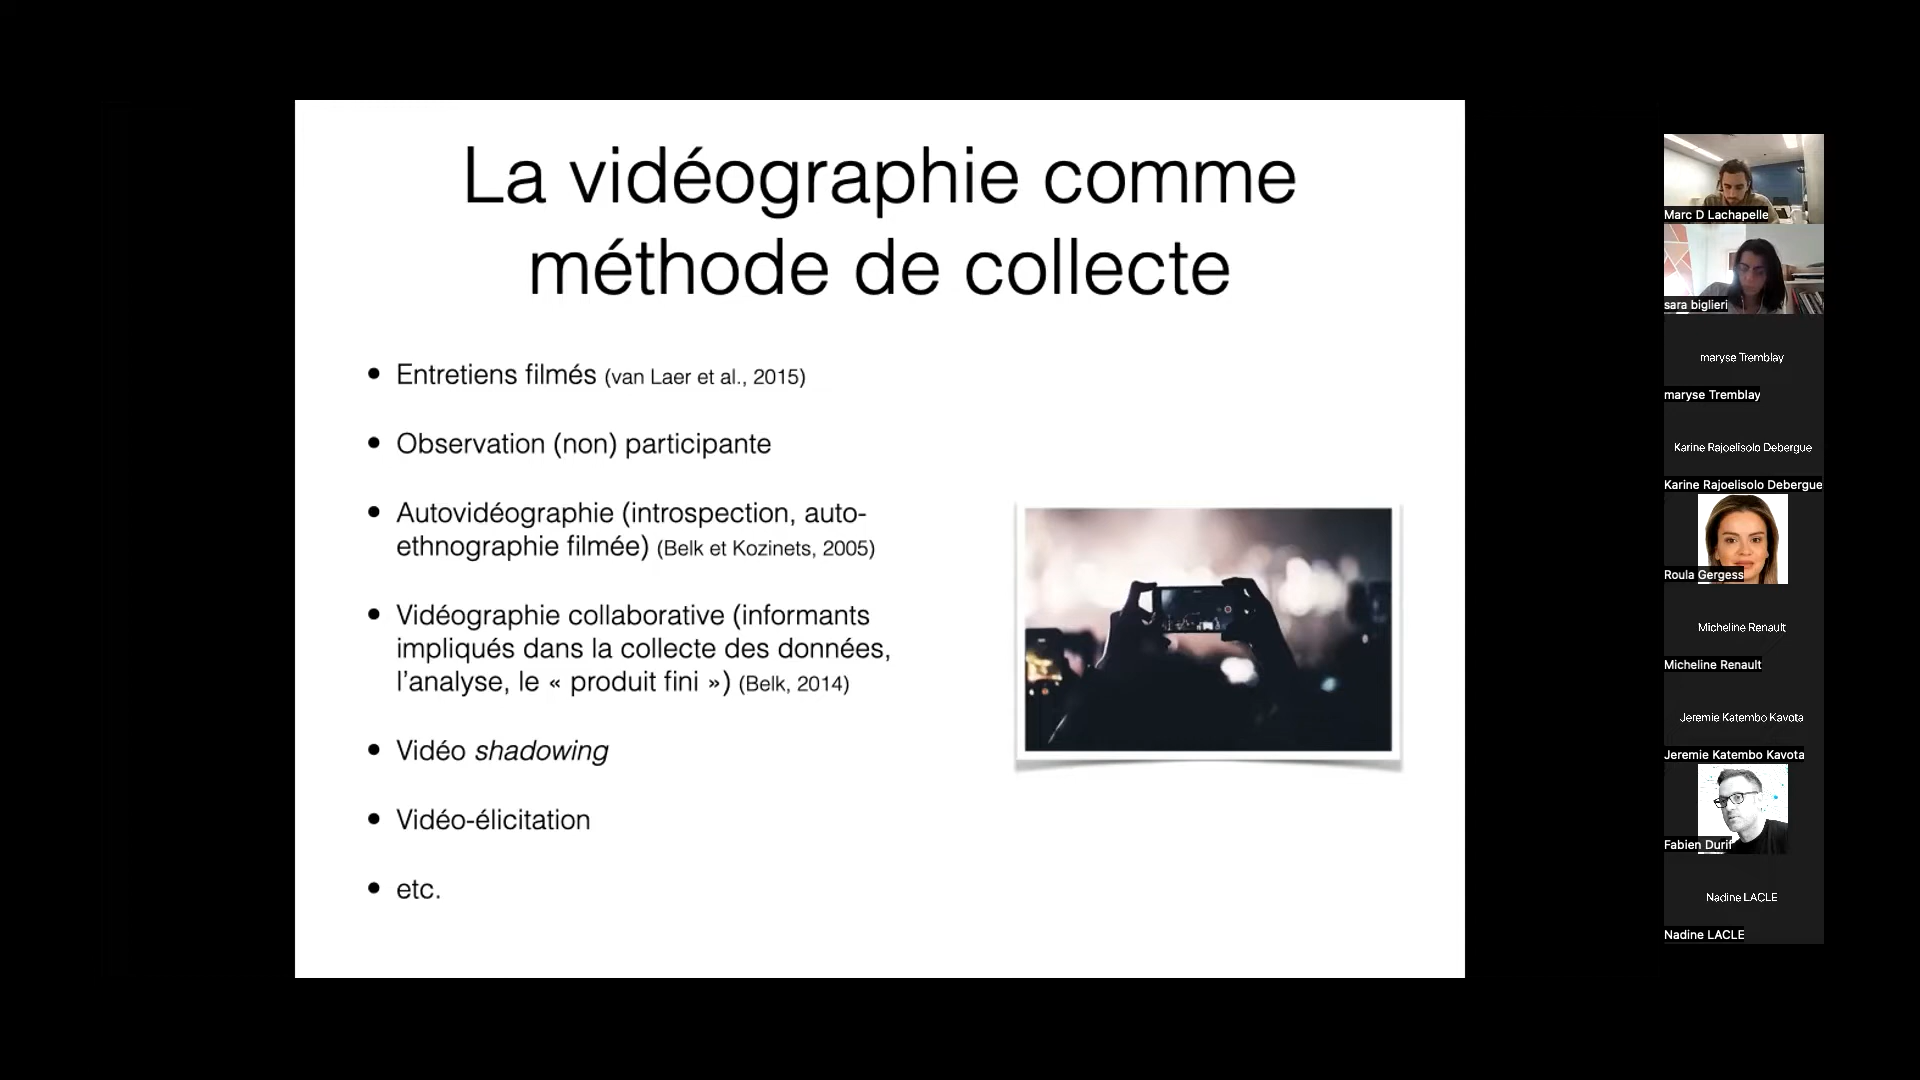 La vidéographie comme
méthode de collecte
• Entretiens filmés (van Laer et al., 2015)
• Observation (non) participante
• Autovidéographie (introspection, auto-
ethnographie filmée) (Belk et Kozinets, 2005)
• Vidéographie collaborative (informants
impliqués dans la collecte des données,
l’analyse, le « produit fini ») (Belk, 2014)
• Vidéo shadowing
• Vidéo-élicitation
• etc.
Marc D Lachapelle
sara biglieri
maryse Tremblay
maryse Tremblay
Karine Rajoelisolo Debergue
Karine Rajoelisolo Debergue
Roula Gergess
Micheline Renault
Micheline Renault
Jeremie Katembo Kavota
Jeremie Katembo Kavota
Fabien Durif
Nadine LACLE
Nadine LACLE